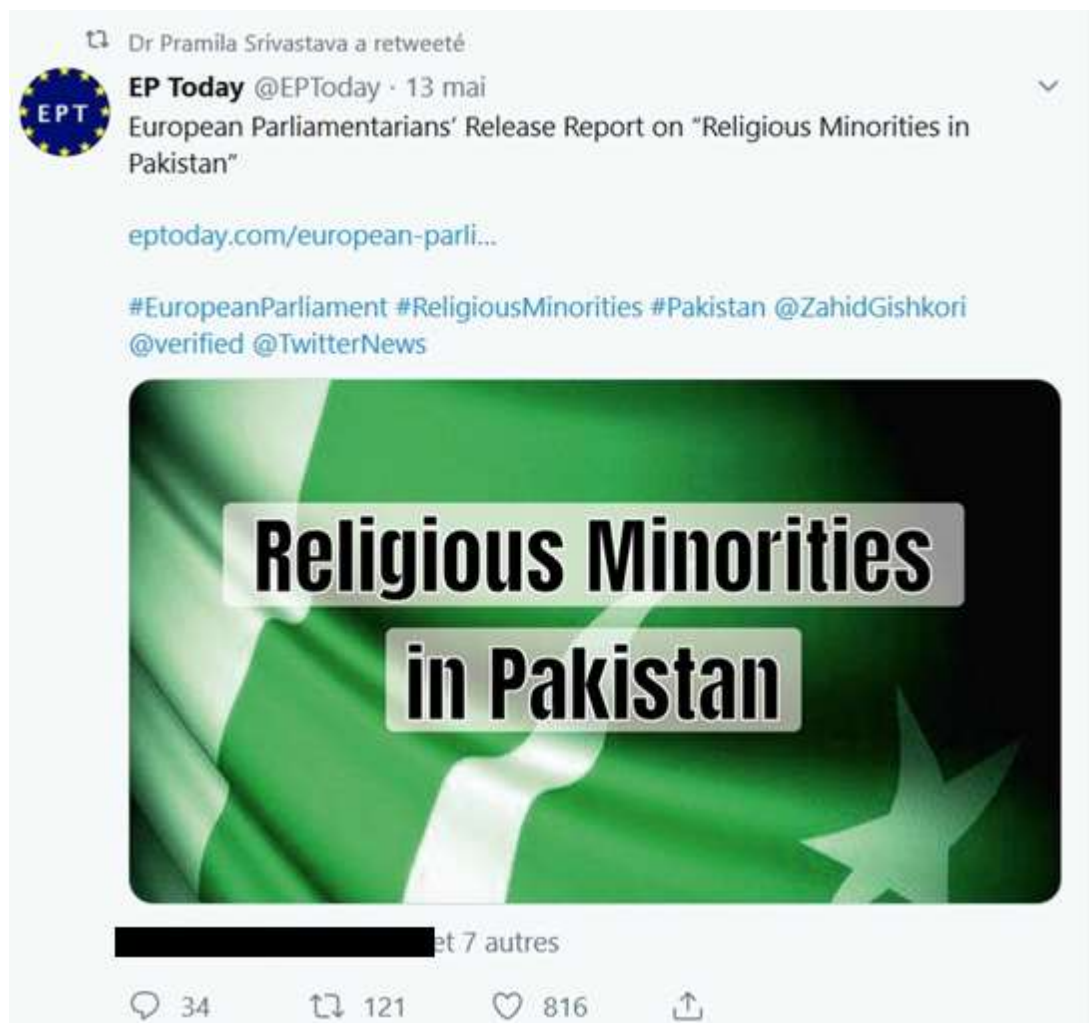 Dr Pramila Srivastava a retweeté
EP Today @EPToday · 13 mai
EPT
European Parliamentarians' Release Report on "Religious Minorities in
Pakistan"
eptoday.com/european-parli...
#EuropeanParliament #ReligiousMinorities #Pakistan @ZahidGishkori
@verified @TwitterNews
Religious Minorities
in Pakistan
et 7 autres
34 121 816